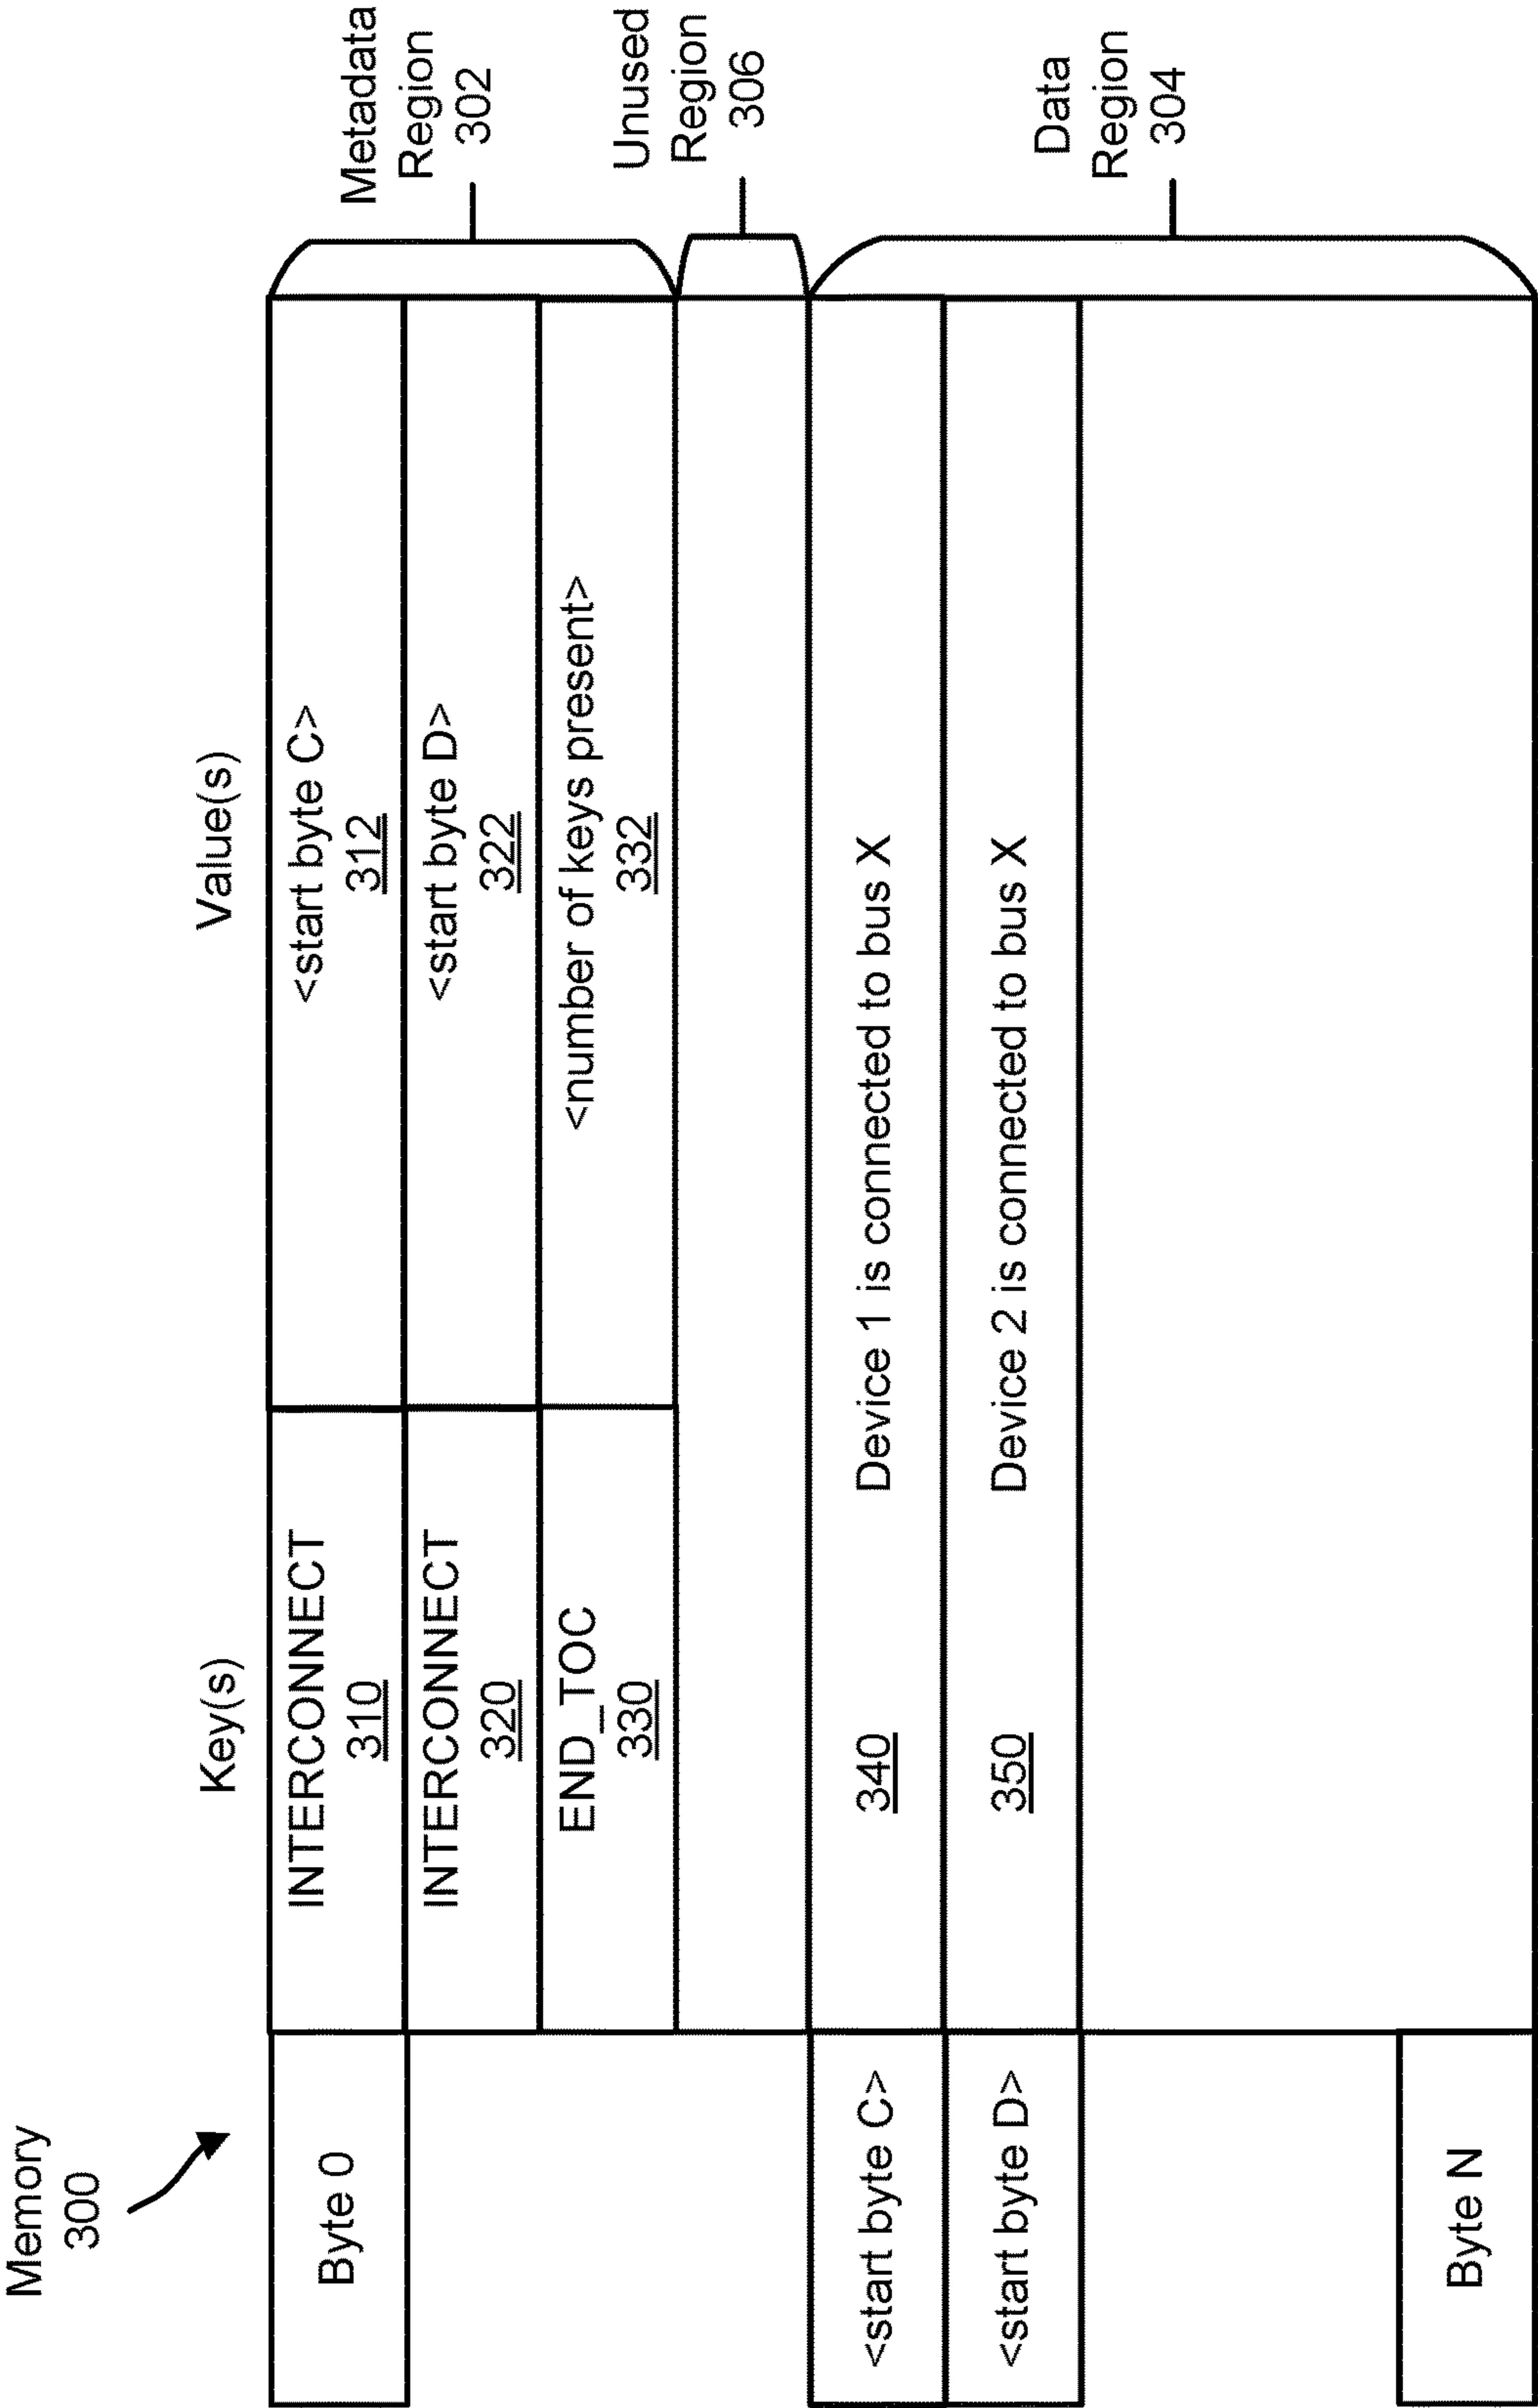 Memory
300
Key(s)
Value(s)
Byte 0
INTERCONNECT
310
<start byte C>
312
Metadata
Region
302
INTERCONNECT
320
<start byte D>
322
END_TOC
330
<number of keys present>
332
Unused
Region
306
<start byte C>
340
Device 1 is connected to bus X
<start byte D>
350
Device 2 is connected to bus X
Data
Region
304
Byte N